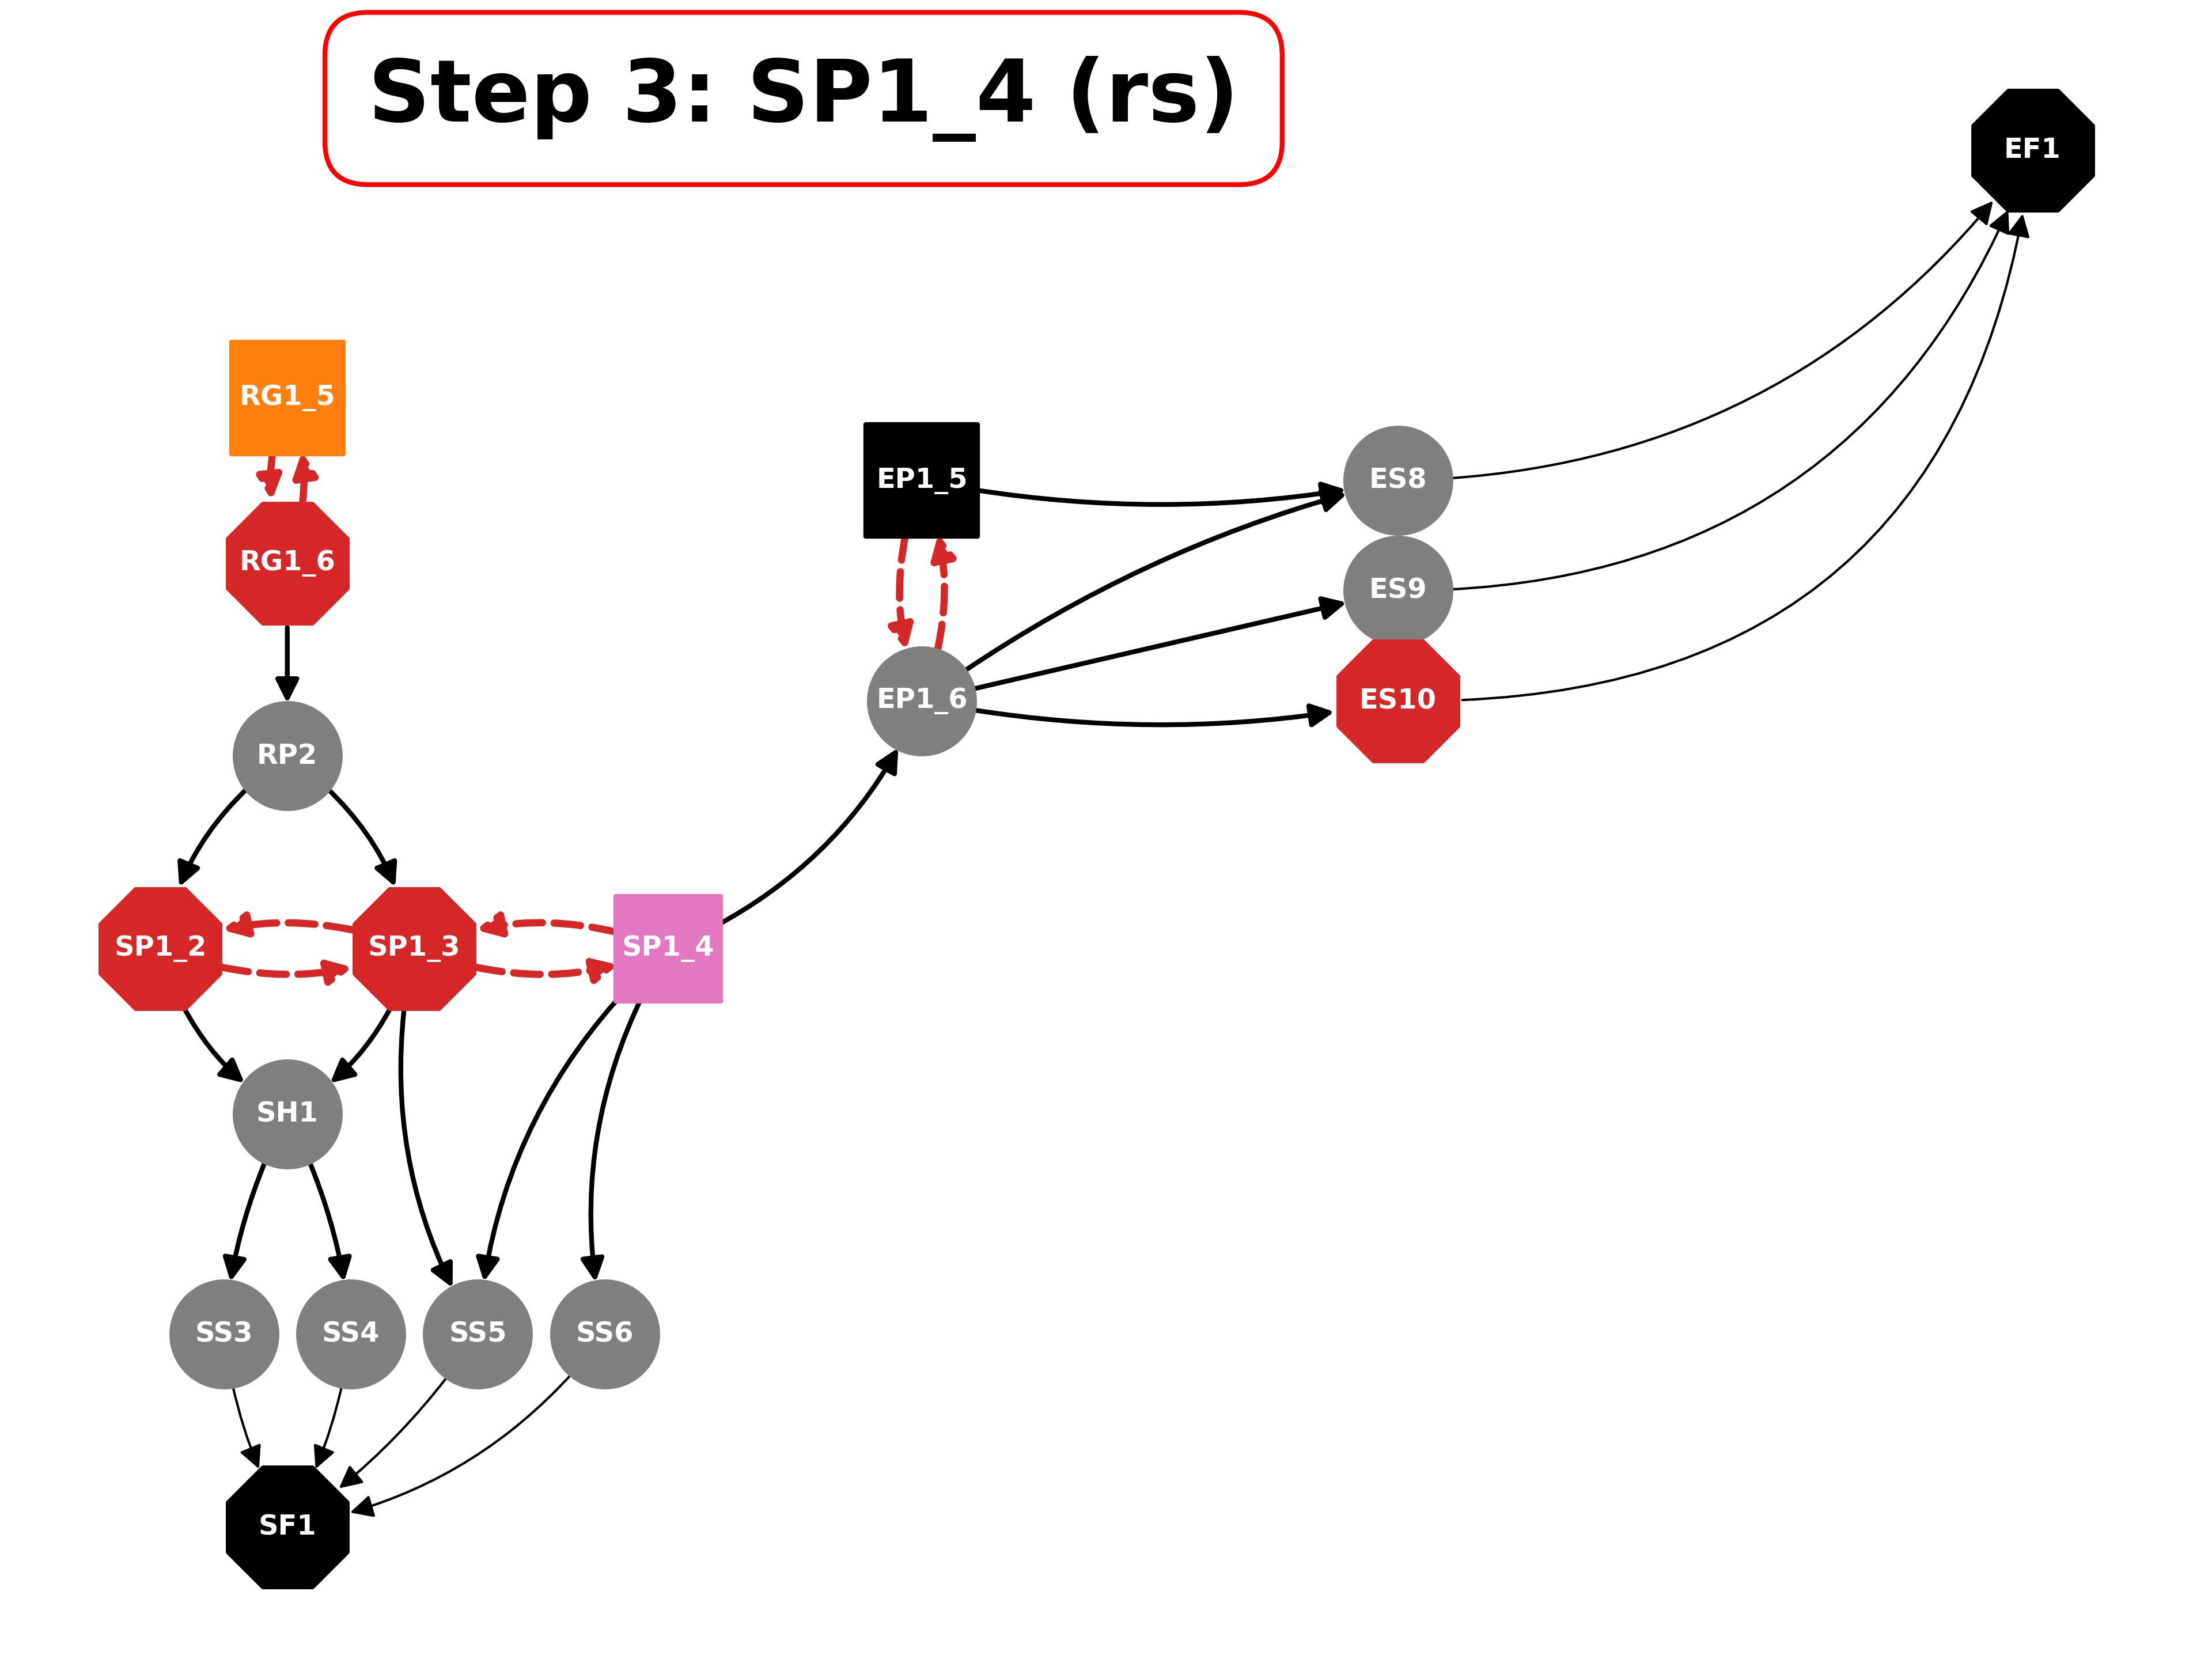 Step 3: SP1_4 (rs)
EF1
RG1_5
EP1_5
ES8
RG1_6
ES9
EP1_6
ES10
RP2
SP1_2
SP1_3
SP1_4
SH1
SS3
SS4
SS5
SS6
SF1